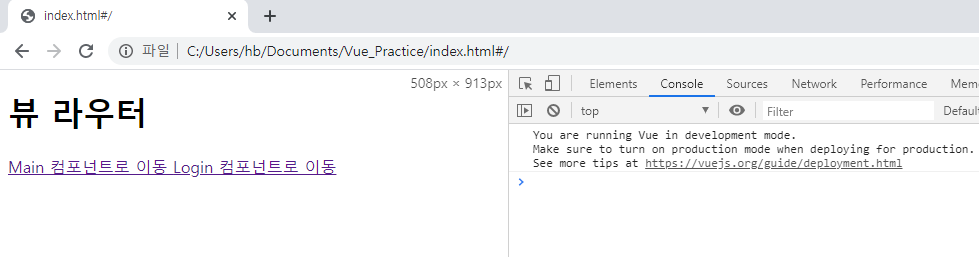 index.html#/
파일 C:/Users/hb/Documents/Vue_Practice/index.html#/
508px × 913px
뷰 라우터
Main 컴포넌트로 이동 Login 컴포넌트로 이동
Elements Console Sources Network Performance Mem
top Filter Default
You are running Vue in development mode.
Make sure to turn on production mode when deploying for production.
See more tips at https://vuejs.org/guide/deployment.html